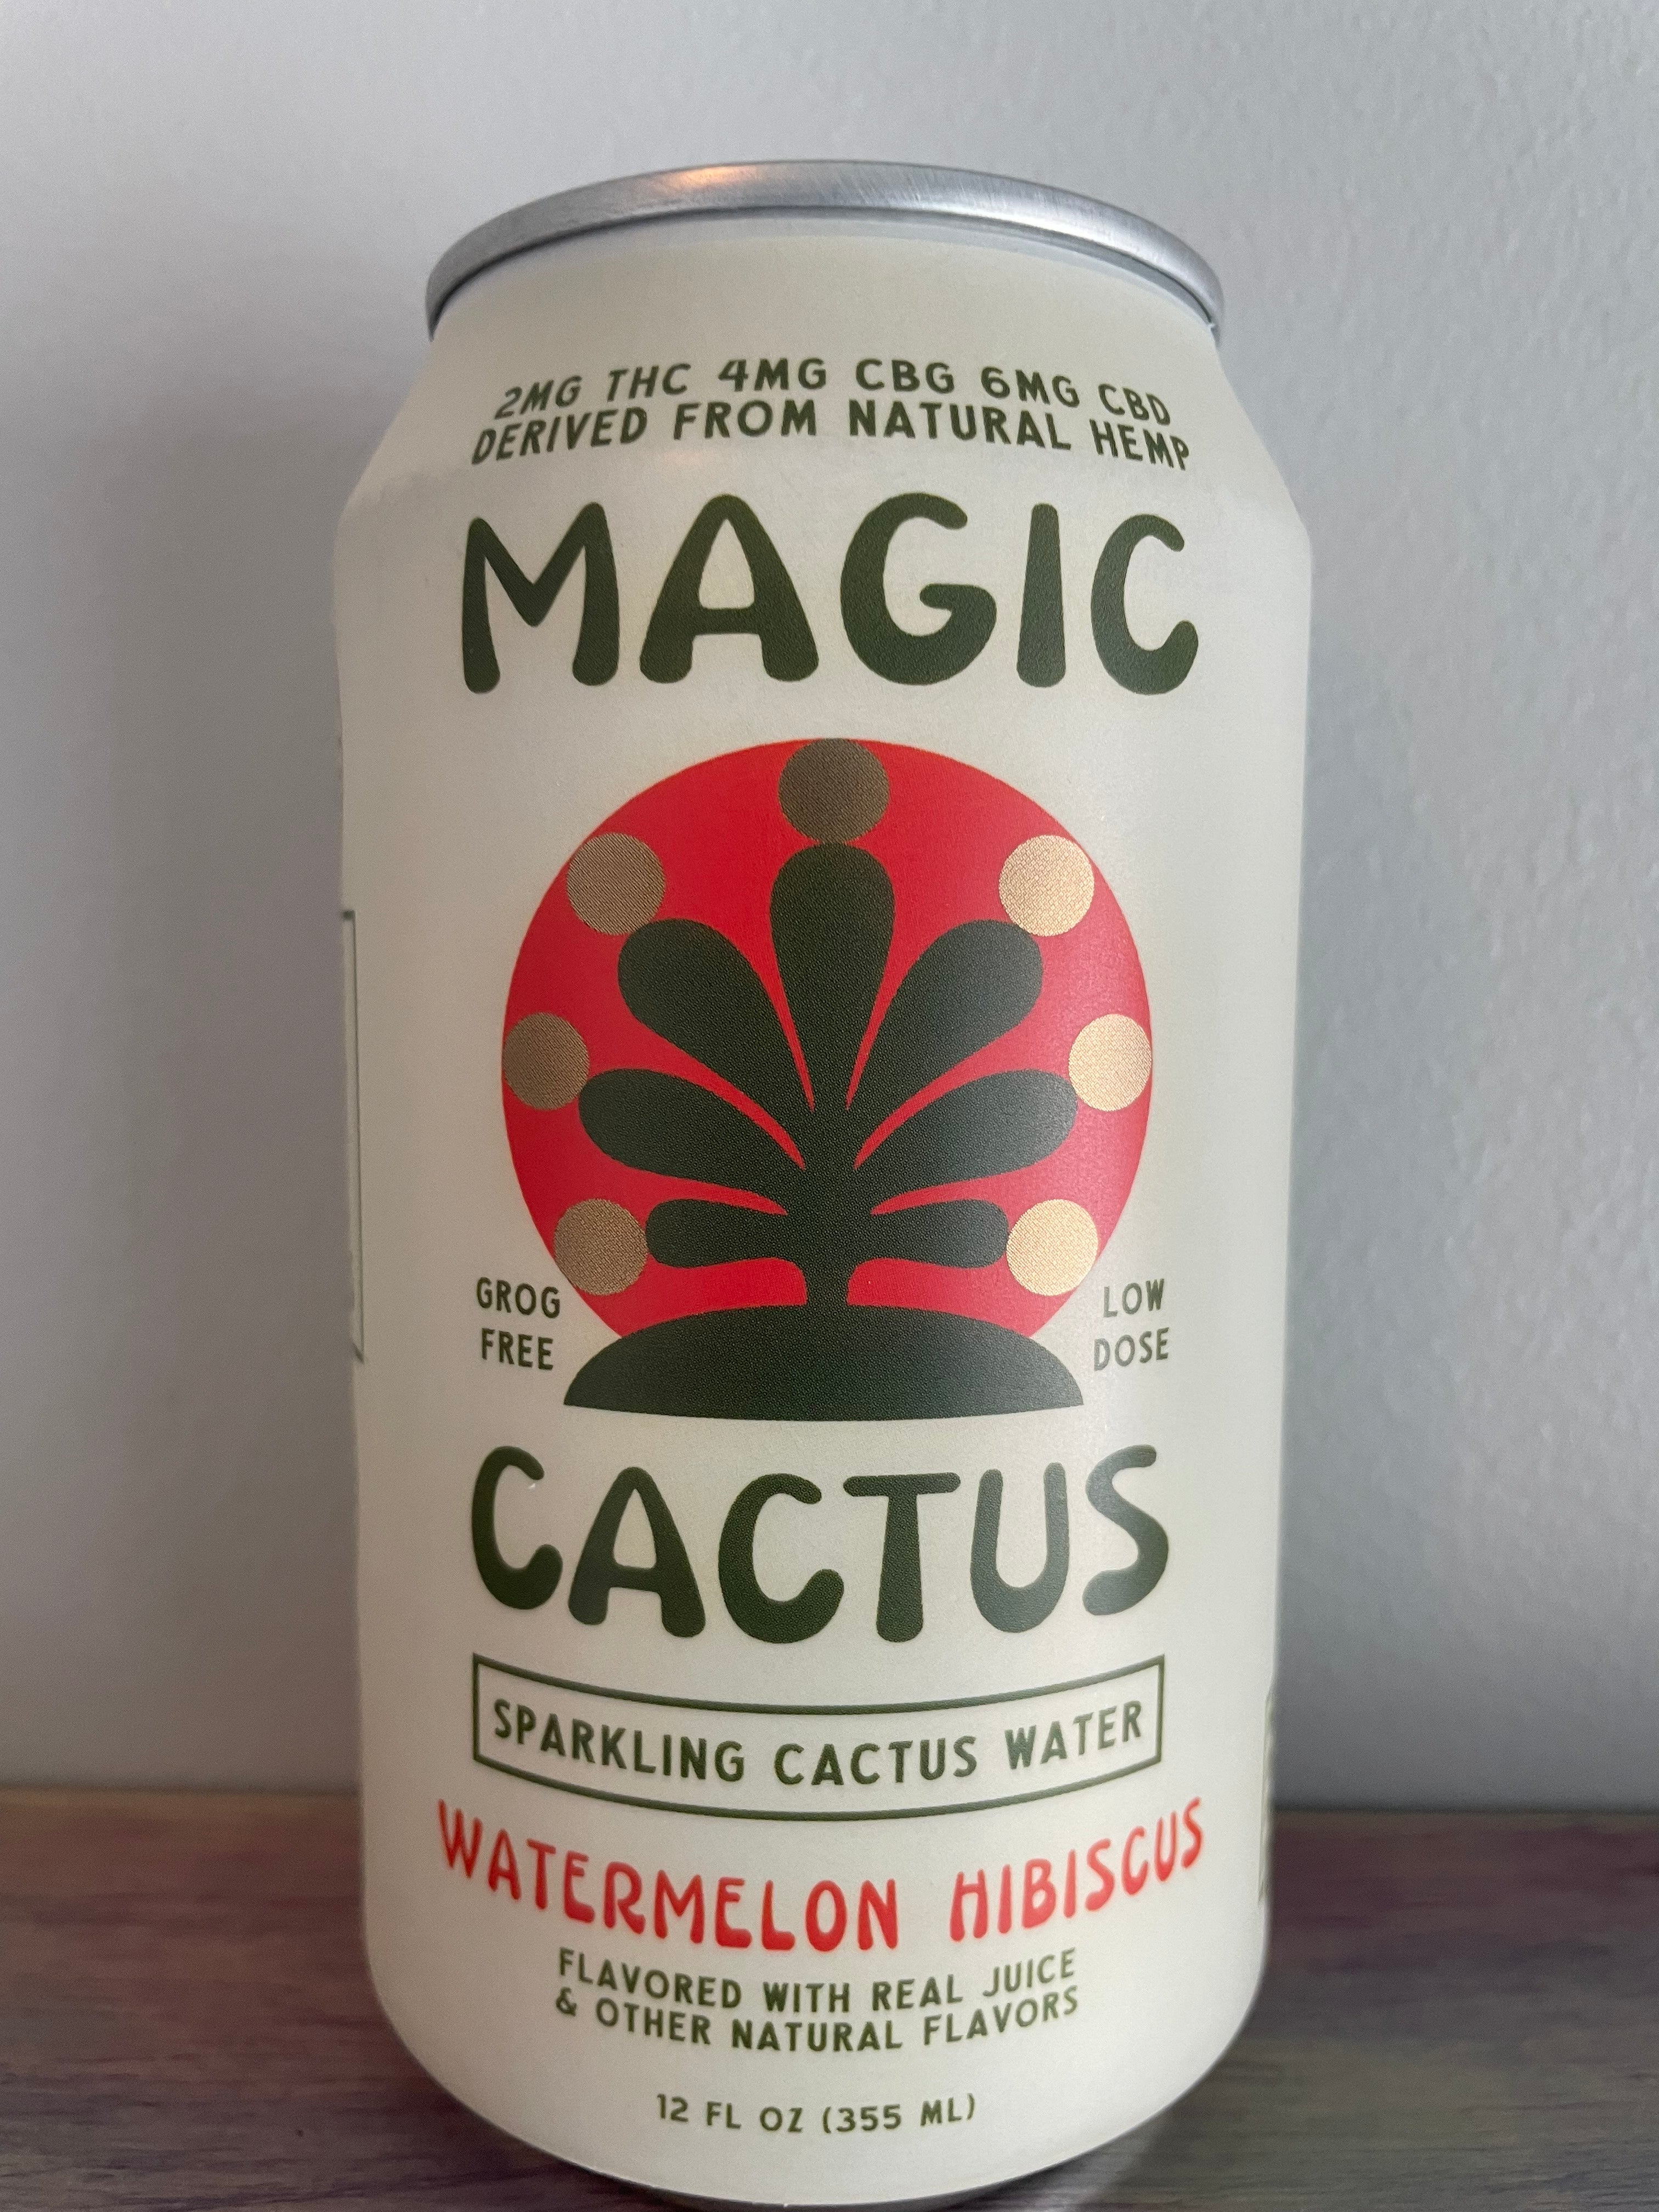 2MG THC 4MG CBG 6MG CBD
DERIVED FROM NATURAL HEMP
MAGIC
GROG
FREE
LOW
DOSE
CACTUS
SPARKLING CACTUS WATER
WATERMELON HIBISCUS
FLAVORED WITH REAL JUICE
& OTHER NATURAL FLAVORS
12 FL OZ (355 ML)